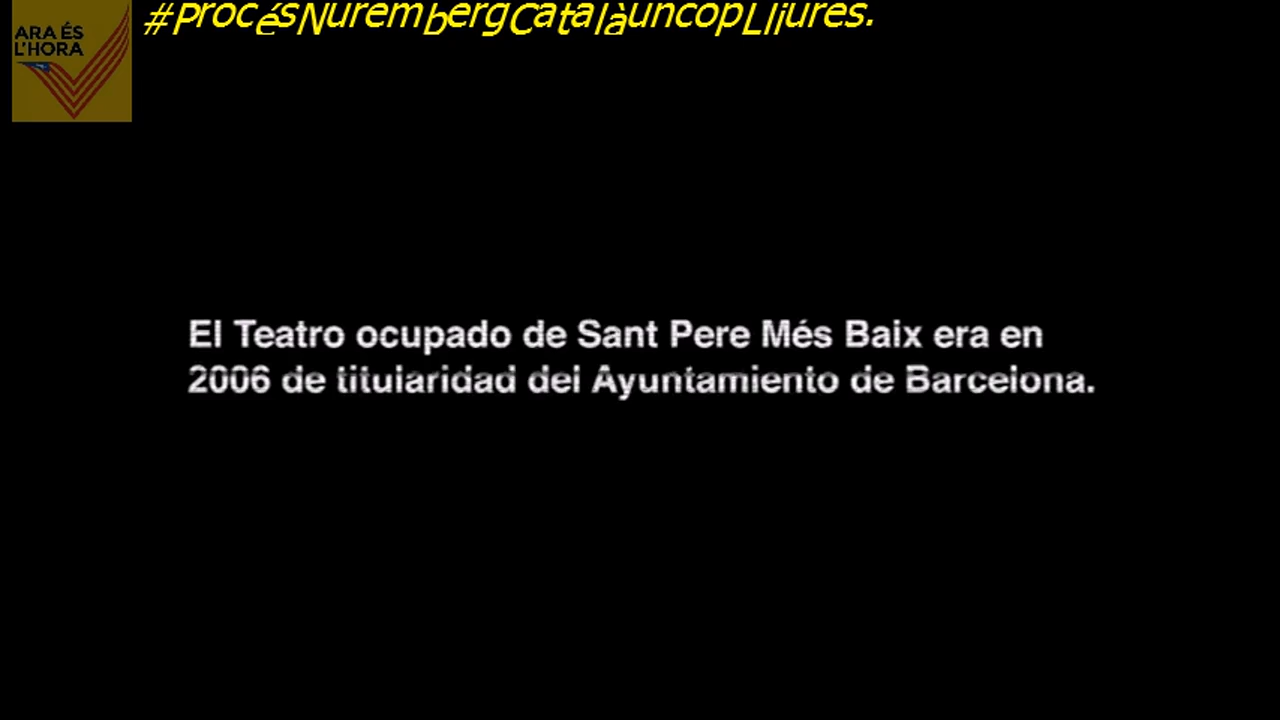 #ProcésNurembergCatalàuncopLliures.
ARA ÉS
L'HORA
El Teatro ocupado de Sant Pere Més Baix era en
2006 de titularidad del Ayuntamiento de Barcelona.